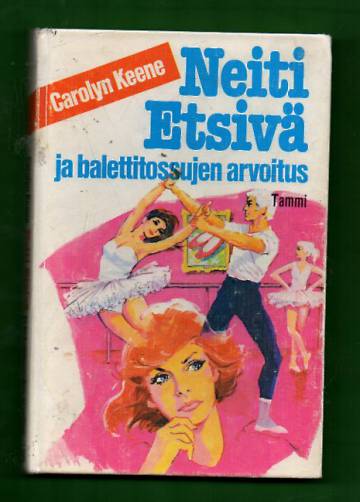 Carolyn Keene
Neiti
Etsivä
ja balettitossujen arvoitus
Tammi